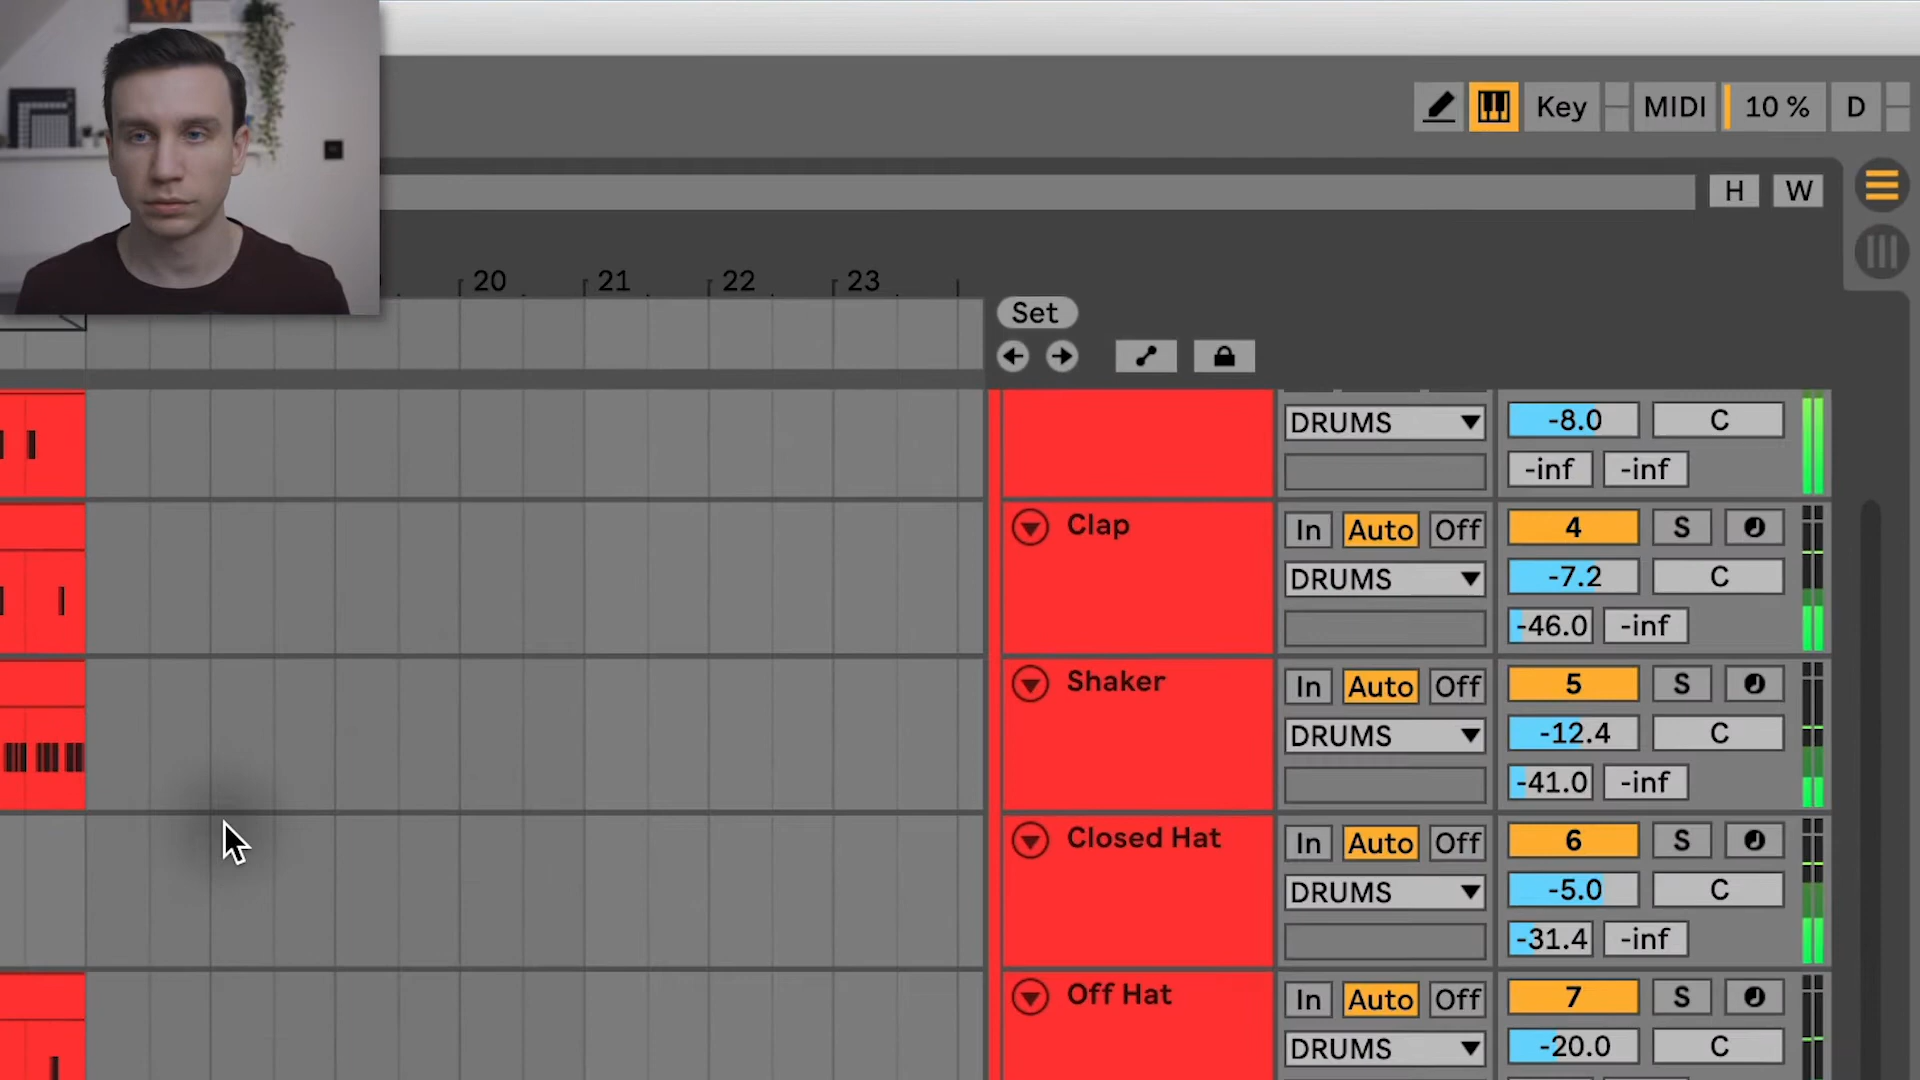 Key MIDI 10 % D
H W
20 21 22 23
Set
DRUMS -8.0 C
-inf -inf
Clap In Auto Off 4 S
DRUMS -7.2 C
-46.0 -inf
Shaker In Auto Off 5 S
DRUMS -12.4 C
-41.0 -inf
Closed Hat In Auto Off 6 S
DRUMS -5.0 C
-31.4 -inf
Off Hat In Auto Off 7 S
DRUMS -20.0 C